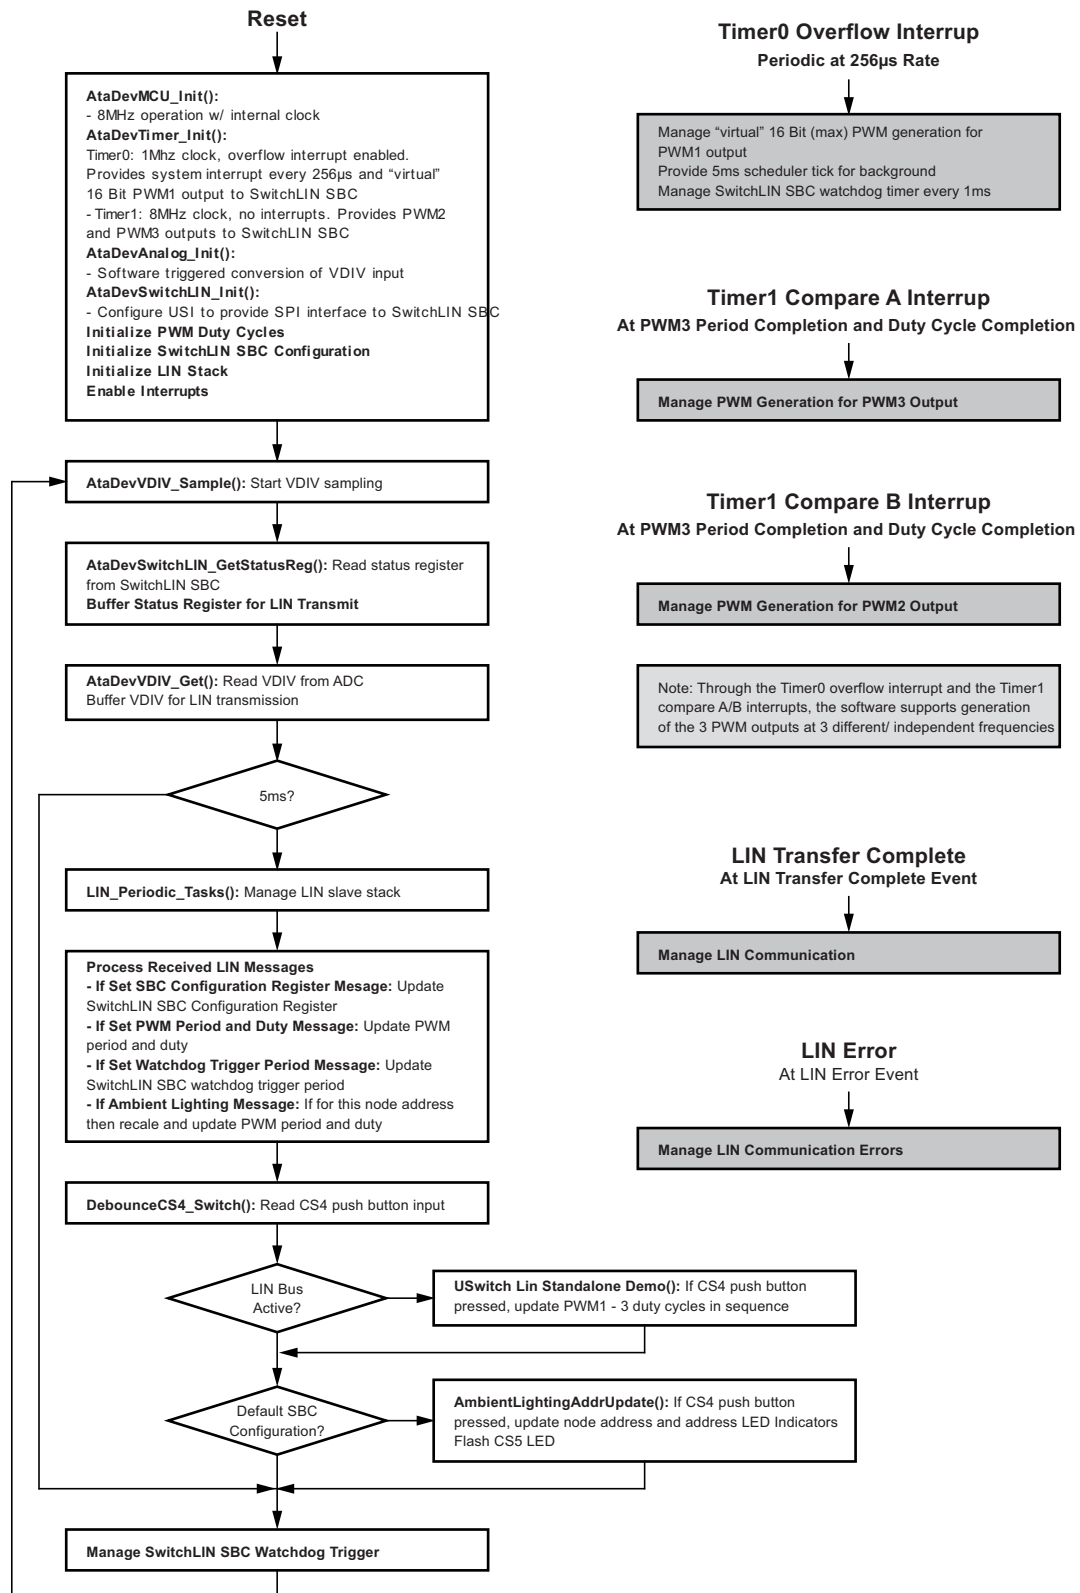 Reset
AtaDevMCU_Init():
- 8MHz operation w/ internal clock
AtaDevTimer_Init():
Timer0: 1Mhz clock, overflow interrupt enabled.
Provides system interrupt every 256µs and “virtual”
16 Bit PWM1 output to SwitchLIN SBC
- Timer1: 8MHz clock, no interrupts. Provides PWM2
and PWM3 outputs to SwitchLIN SBC
AtaDevAnalog_Init():
- Software triggered conversion of VDIV input
AtaDevSwitchLIN_Init():
- Configure USI to provide SPI interface to SwitchLIN SBC
Initialize PWM Duty Cycles
Initialize SwitchLIN SBC Configuration
Initialize LIN Stack
Enable Interrupts
AtaDevVDIV_Sample(): Start VDIV sampling
AtaDevSwitchLIN_GetStatusReg(): Read status register
from SwitchLIN SBC
Buffer Status Register for LIN Transmit
AtaDevVDIV_Get(): Read VDIV from ADC
Buffer VDIV for LIN transmission
5ms?
LIN_Periodic_Tasks(): Manage LIN slave stack
Process Received LIN Messages
- If Set SBC Configuration Register Mesage: Update
SwitchLIN SBC Configuration Register
- If Set PWM Period and Duty Message: Update PWM
period and duty
- If Set Watchdog Trigger Period Message: Update
SwitchLIN SBC watchdog trigger period
- If Ambient Lighting Message: If for this node address
then recale and update PWM period and duty
DebounceCS4_Switch(): Read CS4 push button input
LIN Bus
Active?
USwitch Lin Standalone Demo(): If CS4 push button
pressed, update PWM1 - 3 duty cycles in sequence
Default SBC
Configuration?
AmbientLightingAddrUpdate(): If CS4 push button
pressed, update node address and address LED Indicators
Flash CS5 LED
Manage SwitchLIN SBC Watchdog Trigger
Timer0 Overflow Interrup
Periodic at 256µs Rate
Manage “virtual” 16 Bit (max) PWM generation for
PWM1 output
Provide 5ms scheduler tick for background
Manage SwitchLIN SBC watchdog timer every 1ms
Timer1 Compare A Interrup
At PWM3 Period Completion and Duty Cycle Completion
Manage PWM Generation for PWM3 Output
Timer1 Compare B Interrup
At PWM3 Period Completion and Duty Cycle Completion
Manage PWM Generation for PWM2 Output
Note: Through the Timer0 overflow interrupt and the Timer1
compare A/B interrupts, the software supports generation
of the 3 PWM outputs at 3 different/ independent frequencies
LIN Transfer Complete
At LIN Transfer Complete Event
Manage LIN Communication
LIN Error
At LIN Error Event
Manage LIN Communication Errors